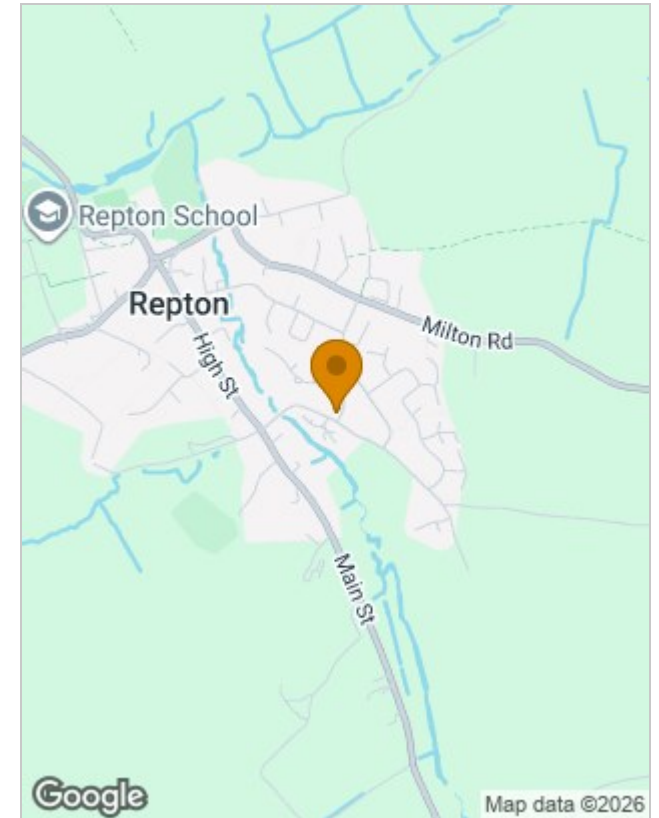 Repton School
Repton
Milton Rd
High St
Main St
Google
Map data ©2026